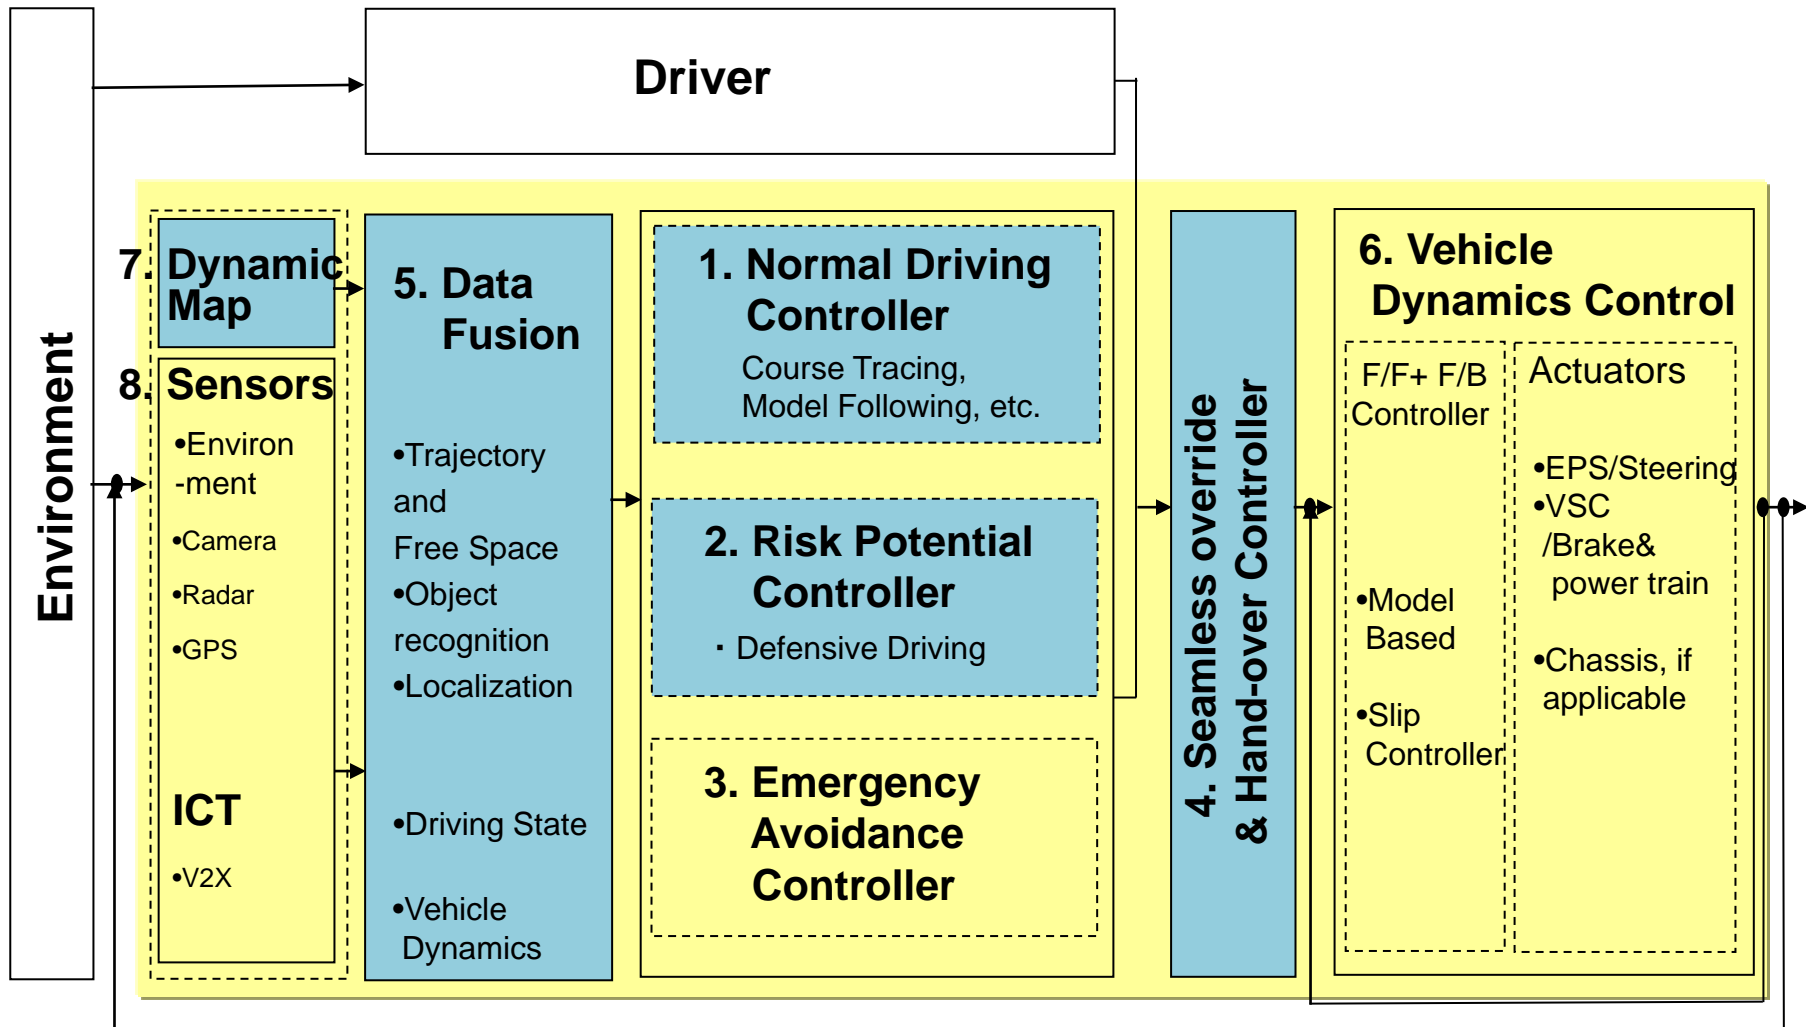 Driver
Environment
7. Dynamic
Map
8. Sensors
•Environ
-ment
•Camera
•Radar
•GPS
ICT
•V2X
5. Data
Fusion
•Trajectory
and
Free Space
•Object
recognition
•Localization
•Driving State
•Vehicle
Dynamics
1. Normal Driving
Controller
Course Tracing,
Model Following, etc.
2. Risk Potential
Controller
・Defensive Driving
3. Emergency
Avoidance
Controller
4. Seamless override
& Hand-over Controller
6. Vehicle
Dynamics Control
F/F+ F/B
Controller
•Model
Based
•Slip
Controller
Actuators
•EPS/Steering
•VSC
/Brake&
power train
•Chassis, if
applicable